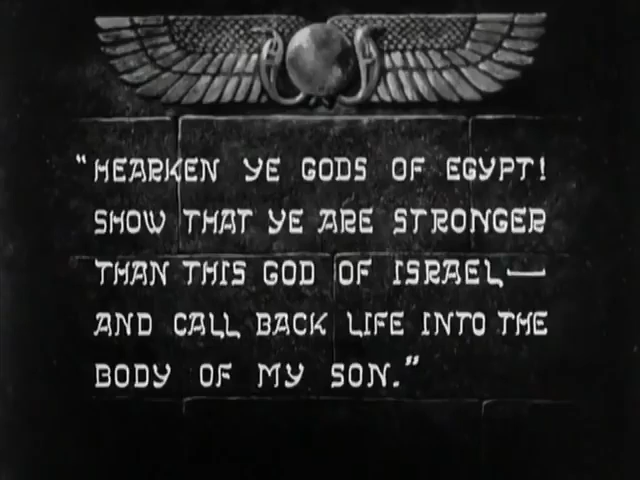 "HEARKEN YE GODS OF EGYPT!
SHOW THAT YE ARE STRONGER
THAN THIS GOD OF ISRAEL—
AND CALL BACK LIFE INTO THE
BODY OF MY SON."